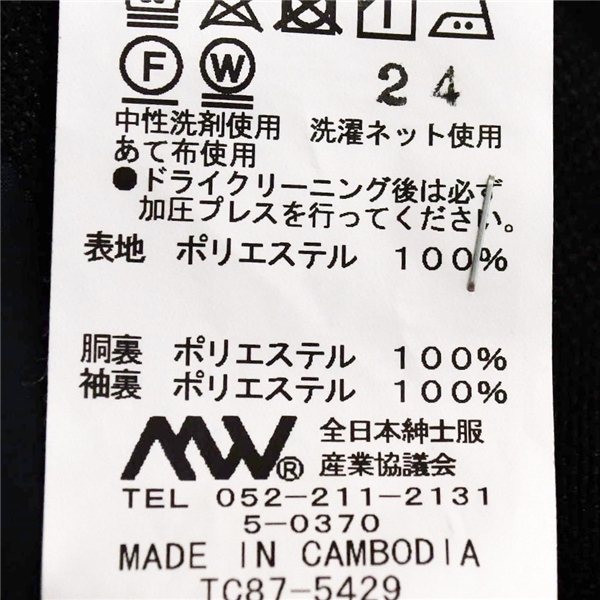 F W 24
中性洗剤使用 洗濯ネット使用
あて布使用
●ドライクリーニング後は必ず
加圧プレスを行ってください。
表地 ポリエステル 100%
胴裏 ポリエステル 100%
袖裏 ポリエステル 100%
MW® 全日本紳士服
産業協議会
TEL 052-211-2131
5-0370
MADE IN CAMBODIA
TC87-5429